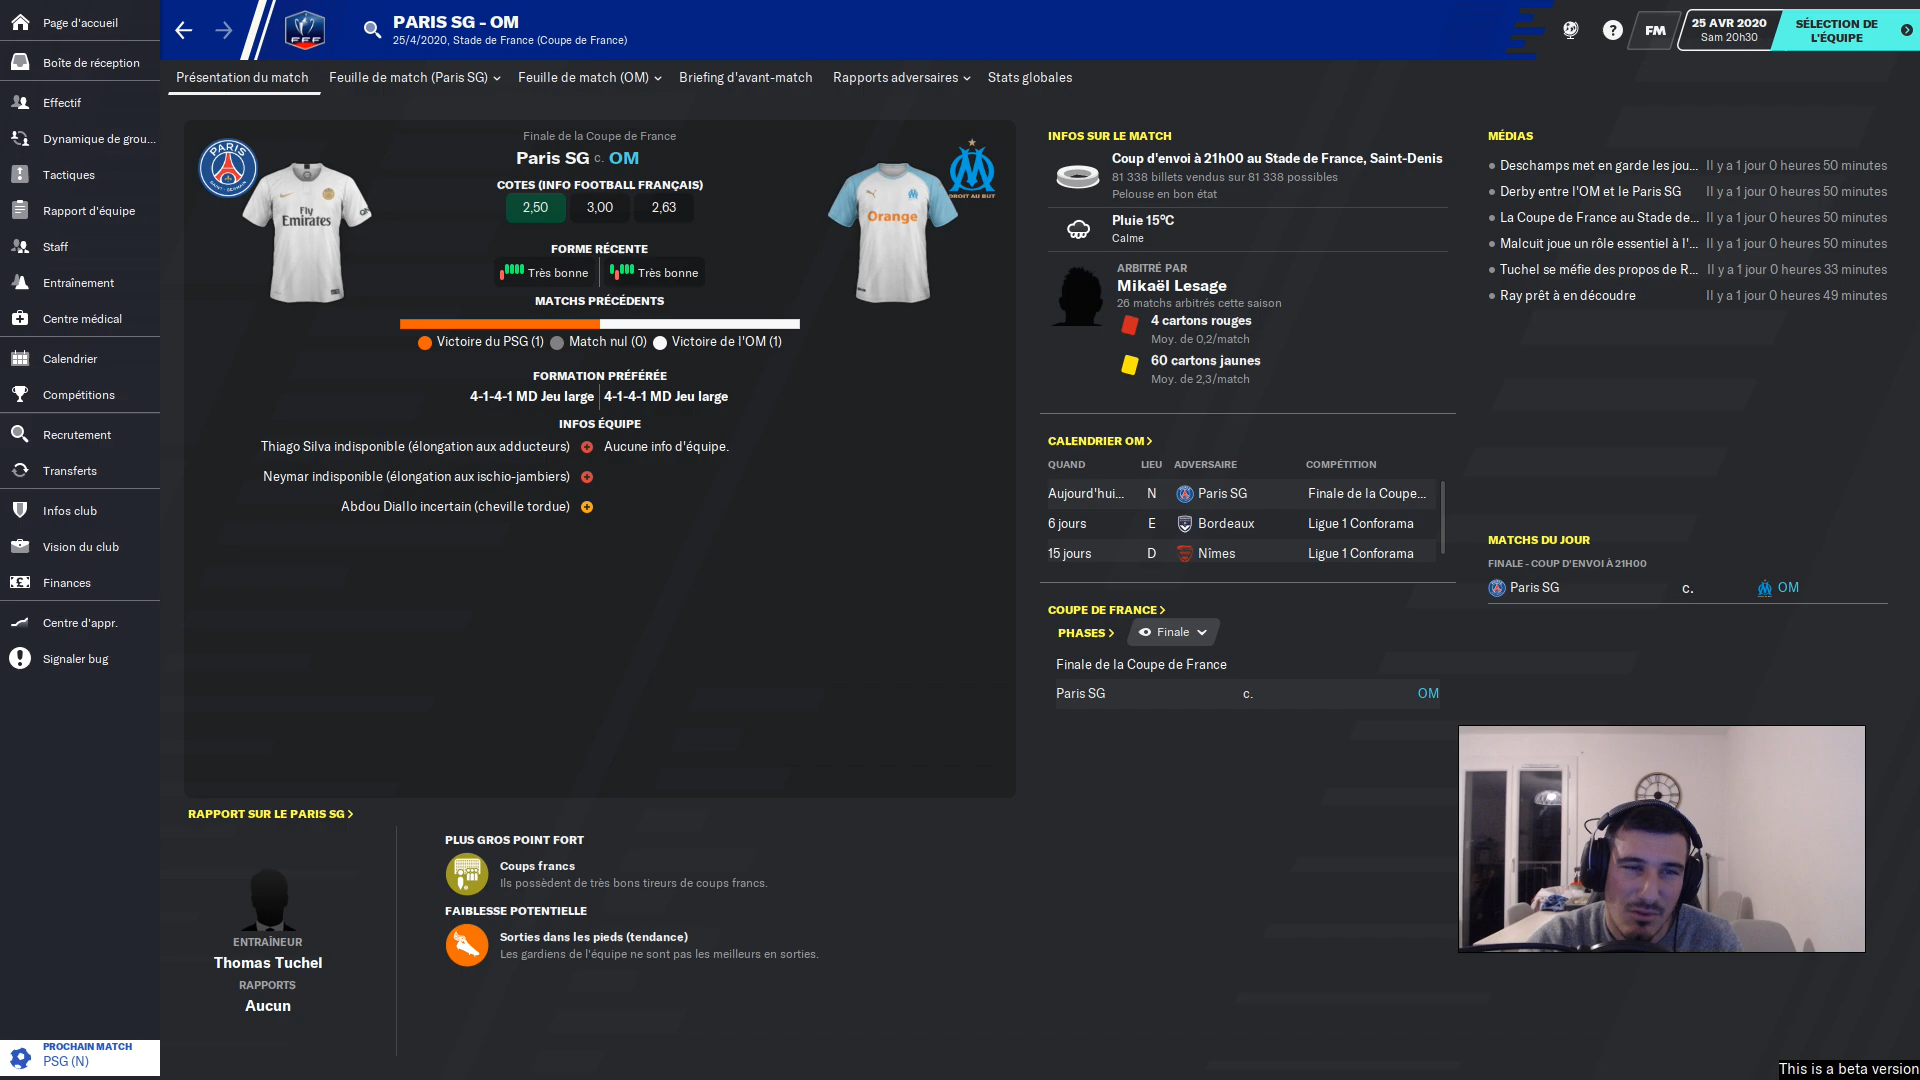 Page d'accueil
Boîte de réception
Effectif
Dynamique de grou...
Tactiques
Rapport d'équipe
Staff
Entraînement
Centre médical
Calendrier
Compétitions
Recrutement
Transferts
Infos club
Vision du club
Finances
Centre d'appr.
Signaler bug
PROCHAIN MATCH
PSG (N)
FFF
PARIS SG - OM
25/4/2020, Stade de France (Coupe de France)
FM
25 AVR 2020
Sam 20h30
SÉLECTION DE
L'ÉQUIPE
Présentation du match
Feuille de match (Paris SG)
Feuille de match (OM)
Briefing d'avant-match
Rapports adversaires
Stats globales
PARIS
SAINT-GERMAIN
Fly
Emirates
Finale de la Coupe de France
Paris SG c. OM
COTES (INFO FOOTBALL FRANÇAIS)
2,50 3,00 2,63
FORME RÉCENTE
Très bonne Très bonne
MATCHS PRÉCÉDENTS
Victoire du PSG (1) Match nul (0) Victoire de l'OM (1)
FORMATION PRÉFÉRÉE
4-1-4-1 MD Jeu large 4-1-4-1 MD Jeu large
INFOS ÉQUIPE
Thiago Silva indisponible (élongation aux adducteurs) Aucune info d'équipe.
Neymar indisponible (élongation aux ischio-jambiers)
Abdou Diallo incertain (cheville tordue)
Orange
DROIT AU BUT
RAPPORT SUR LE PARIS SG
ENTRAÎNEUR
Thomas Tuchel
RAPPORTS
Aucun
PLUS GROS POINT FORT
Coups francs
Ils possèdent de très bons tireurs de coups francs.
FAIBLESSE POTENTIELLE
Sorties dans les pieds (tendance)
Les gardiens de l'équipe ne sont pas les meilleurs en sorties.
INFOS SUR LE MATCH
Coup d'envoi à 21h00 au Stade de France, Saint-Denis
81 338 billets vendus sur 81 338 possibles
Pelouse en bon état
Pluie 15°C
Calme
ARBITRÉ PAR
Mikaël Lesage
26 matchs arbitrés cette saison
4 cartons rouges
Moy. de 0,2/match
60 cartons jaunes
Moy. de 2,3/match
CALENDRIER OM
QUAND LIEU ADVERSAIRE COMPÉTITION
Aujourd'hui... N Paris SG Finale de la Coupe...
6 jours E Bordeaux Ligue 1 Conforama
15 jours D Nîmes Ligue 1 Conforama
COUPE DE FRANCE
PHASES Finale
Finale de la Coupe de France
Paris SG c. OM
MÉDIAS
Deschamps met en garde les jou... Il y a 1 jour 0 heures 50 minutes
Derby entre l'OM et le Paris SG Il y a 1 jour 0 heures 50 minutes
La Coupe de France au Stade de... Il y a 1 jour 0 heures 50 minutes
Malcuit joue un rôle essentiel à l'... Il y a 1 jour 0 heures 50 minutes
Tuchel se méfie des propos de R... Il y a 1 jour 0 heures 33 minutes
Ray prêt à en découdre Il y a 1 jour 0 heures 49 minutes
MATCHS DU JOUR
FINALE - COUP D'ENVOI À 21H00
Paris SG c. OM
This is a beta version